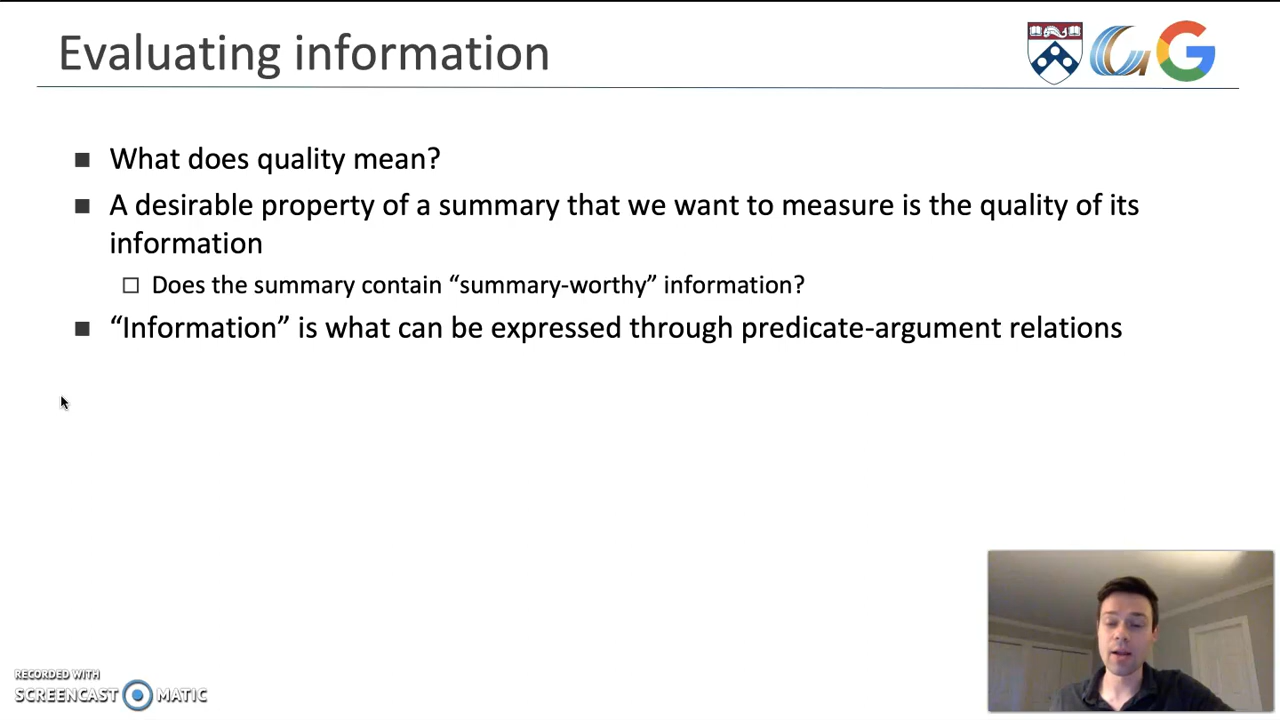 Evaluating information
What does quality mean?
A desirable property of a summary that we want to measure is the quality of its
information
Does the summary contain “summary-worthy” information?
“Information” is what can be expressed through predicate-argument relations
RECORDED WITH
SCREENCAST MATIC